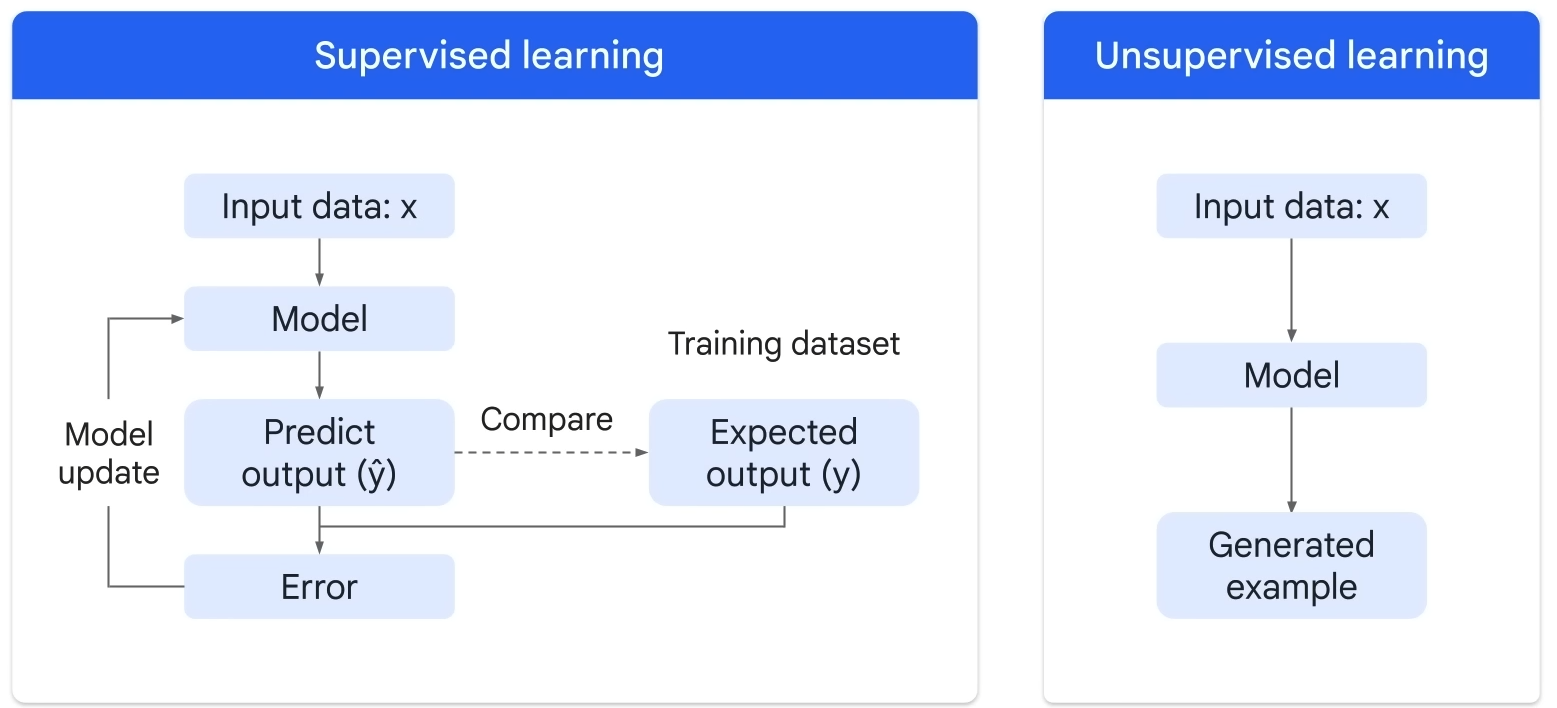 Supervised learning
Input data: x
Model
Training dataset
Compare
Predict
output (ŷ)
Expected
output (y)
Model
update
Error
Unsupervised learning
Input data: x
Model
Generated
example